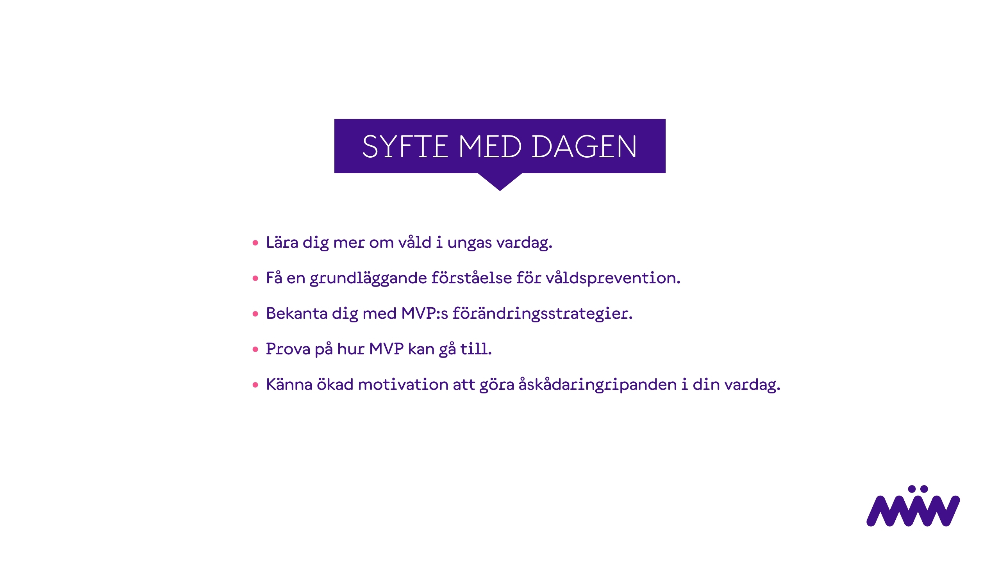 SYFTE MED DAGEN
• Lära dig mer om våld i ungas vardag.
• Få en grundläggande förståelse för våldsprevention.
• Bekanta dig med MVP:s förändringsstrategier.
• Prova på hur MVP kan gå till.
• Känna ökad motivation att göra åskådaringripanden i din vardag.
MÄN